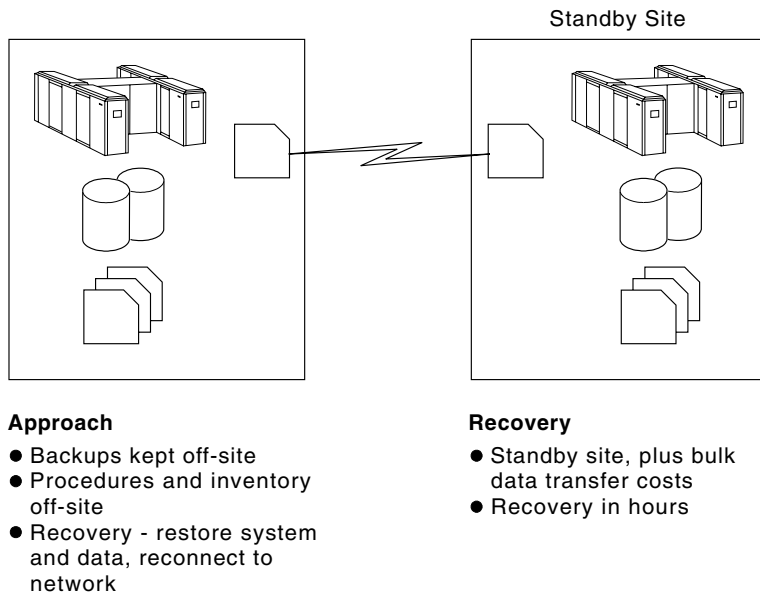 Standby Site
Approach
● Backups kept off-site
● Procedures and inventory
off-site
● Recovery - restore system
and data, reconnect to
network
Recovery
● Standby site, plus bulk
data transfer costs
● Recovery in hours